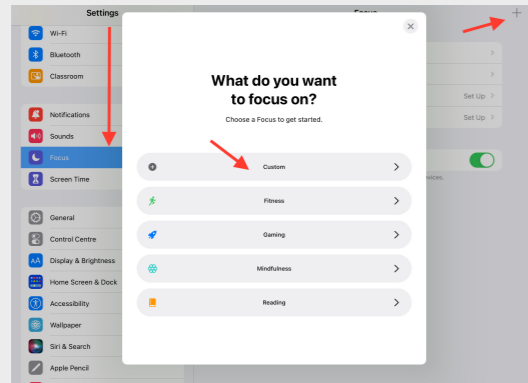 Settings
Wi-Fi
Bluetooth
Classroom
Notifications
Sounds
Focus
Screen Time
General
Control Centre
AA Display & Brightness
Home Screen & Dock
Accessibility
Wallpaper
Siri & Search
Apple Pencil
Focus
Set Up
Set Up
What do you want
to focus on?
Choose a Focus to get started.
Custom
Fitness
Gaming
Mindfulness
Reading